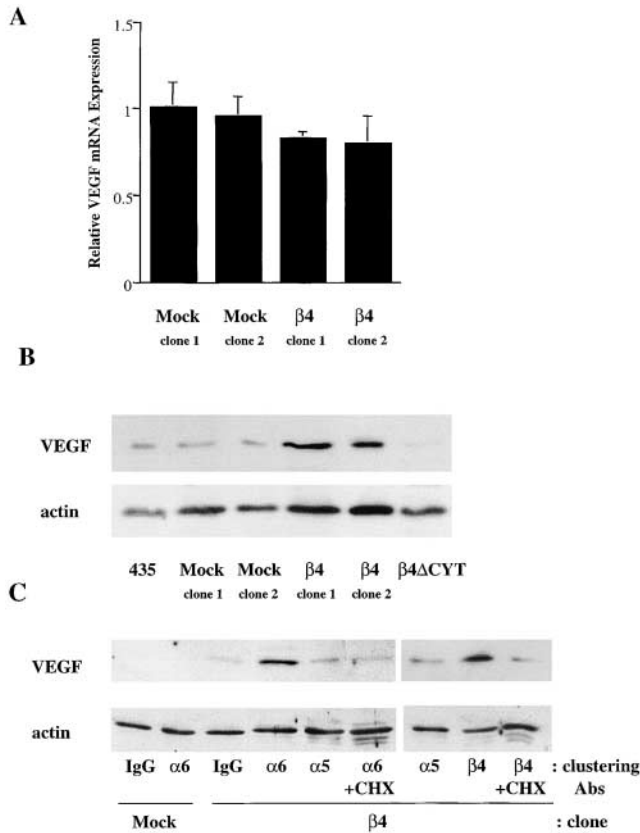 A
Relative VEGF mRNA Expression
1.5
1
0.5
0
Mock Mock β4 β4
clone 1 clone 2 clone 1 clone 2
B
VEGF
actin
435 Mock Mock β4 β4 β4ΔCYT
clone 1 clone 2 clone 1 clone 2
C
VEGF
actin
IgG α6 IgG α6 α5 α6 α5 β4 β4 : clustering
+CHX +CHX Abs
Mock β4 : clone